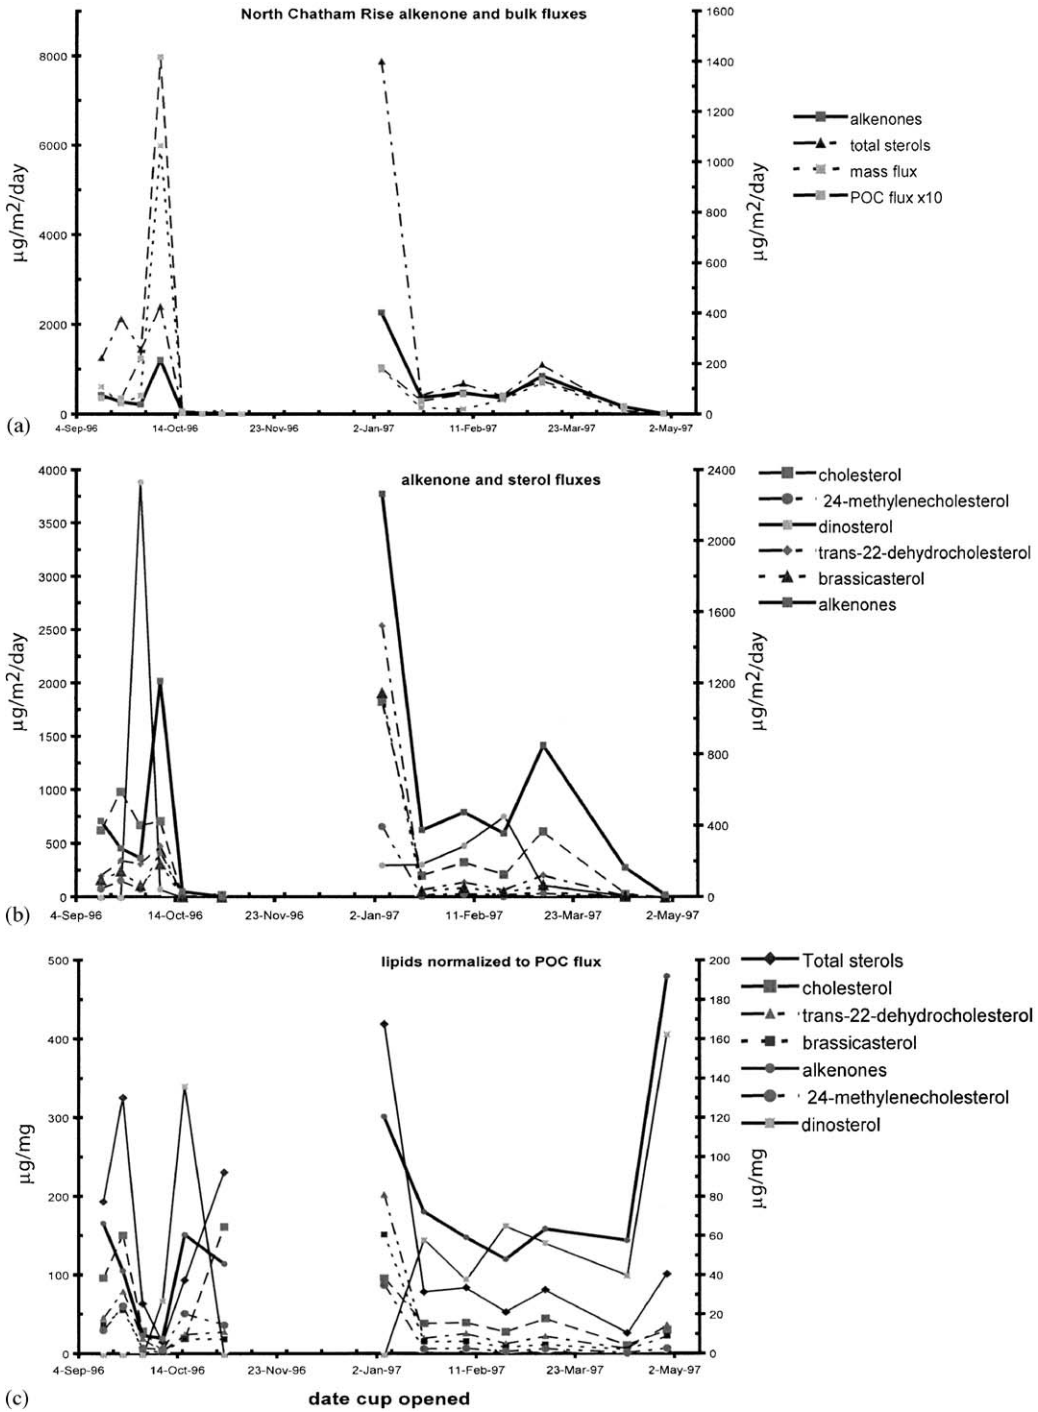 North Chatham Rise alkenone and bulk fluxes
8000
6000
4000
2000
0
µg/m2/day
1600
1400
1200
1000
800
600
400
200
0
µg/m2/day
4-Sep-96 14-Oct-96 23-Nov-96 2-Jan-97 11-Feb-97 23-Mar-97 2-May-97
(a)
alkenones
total sterols
mass flux
POC flux x10
alkenone and sterol fluxes
4000
3500
3000
2500
2000
1500
1000
500
0
µg/m2/day
2400
2000
1600
1200
800
400
0
µg/m2/day
4-Sep-96 14-Oct-96 23-Nov-96 2-Jan-97 11-Feb-97 23-Mar-97 2-May-97
(b)
cholesterol
24-methylenecholesterol
dinosterol
trans-22-dehydrocholesterol
brassicasterol
alkenones
lipids normalized to POC flux
500
400
300
200
100
0
µg/mg
200
180
160
140
120
100
80
60
40
20
0
µg/mg
4-Sep-96 14-Oct-96 23-Nov-96 2-Jan-97 11-Feb-97 23-Mar-97 2-May-97
(c)
date cup opened
Total sterols
cholesterol
trans-22-dehydrocholesterol
brassicasterol
alkenones
24-methylenecholesterol
dinosterol